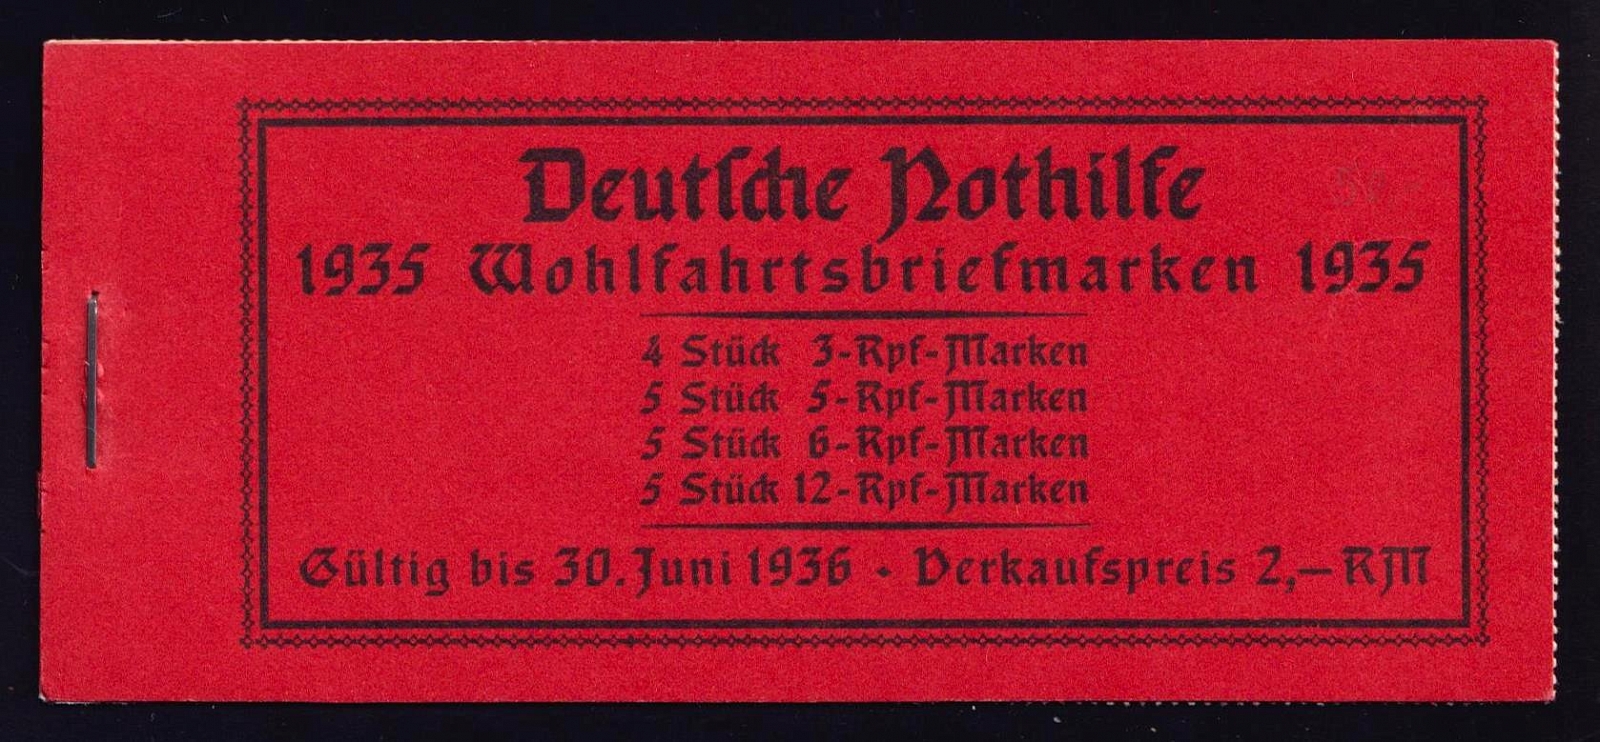 Deutſche Nothilfe
1935 Wohlfahrtsbriefmarken 1935
4 Stück 3-Rpf-Marken
5 Stück 5-Rpf-Marken
5 Stück 6-Rpf-Marken
5 Stück 12-Rpf-Marken
Gültig bis 30. Juni 1936 · Verkaufspreis 2,— RM